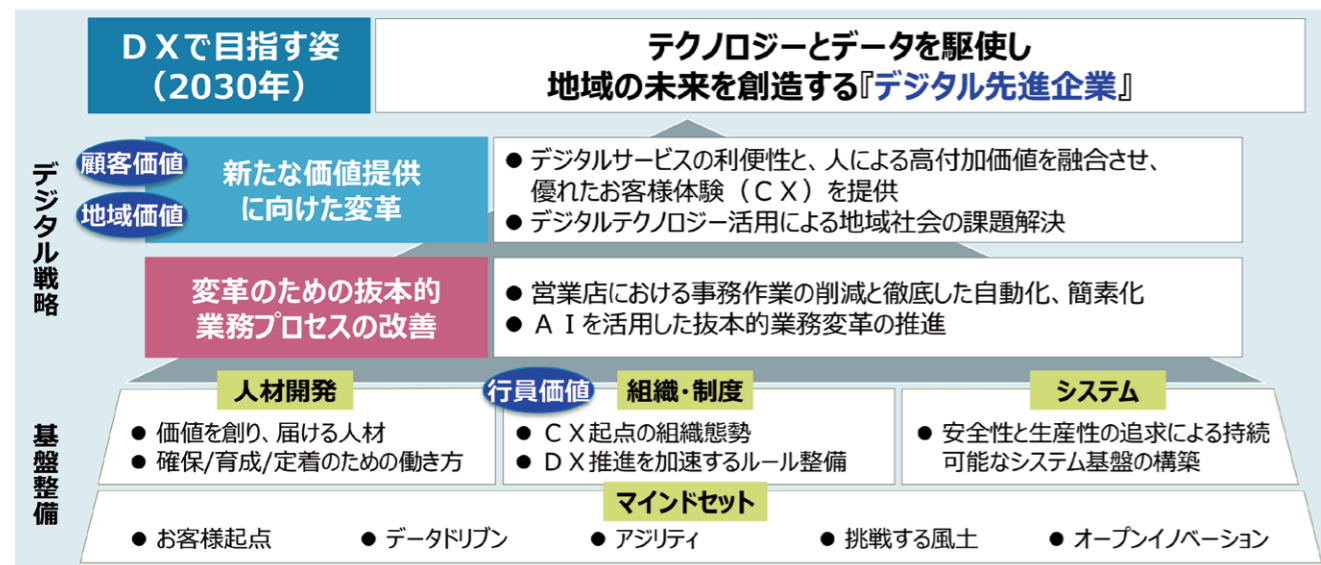 ＤＸで目指す姿
（2030年）
テクノロジーとデータを駆使し
地域の未来を創造する『デジタル先進企業』
デジタル戦略
顧客価値
地域価値
新たな価値提供
に向けた変革
● デジタルサービスの利便性と、人による高付加価値を融合させ、
優れたお客様体験（ＣＸ）を提供
● デジタルテクノロジー活用による地域社会の課題解決
変革のための抜本的
業務プロセスの改善
● 営業店における事務作業の削減と徹底した自動化、簡素化
● ＡＩを活用した抜本的業務変革の推進
基盤整備
人材開発
● 価値を創り、届ける人材
● 確保/育成/定着のための働き方
行員価値
組織・制度
● ＣＸ起点の組織態勢
● ＤＸ推進を加速するルール整備
システム
● 安全性と生産性の追求による持続
可能なシステム基盤の構築
マインドセット
● お客様起点
● データドリブン
● アジリティ
● 挑戦する風土
● オープンイノベーション